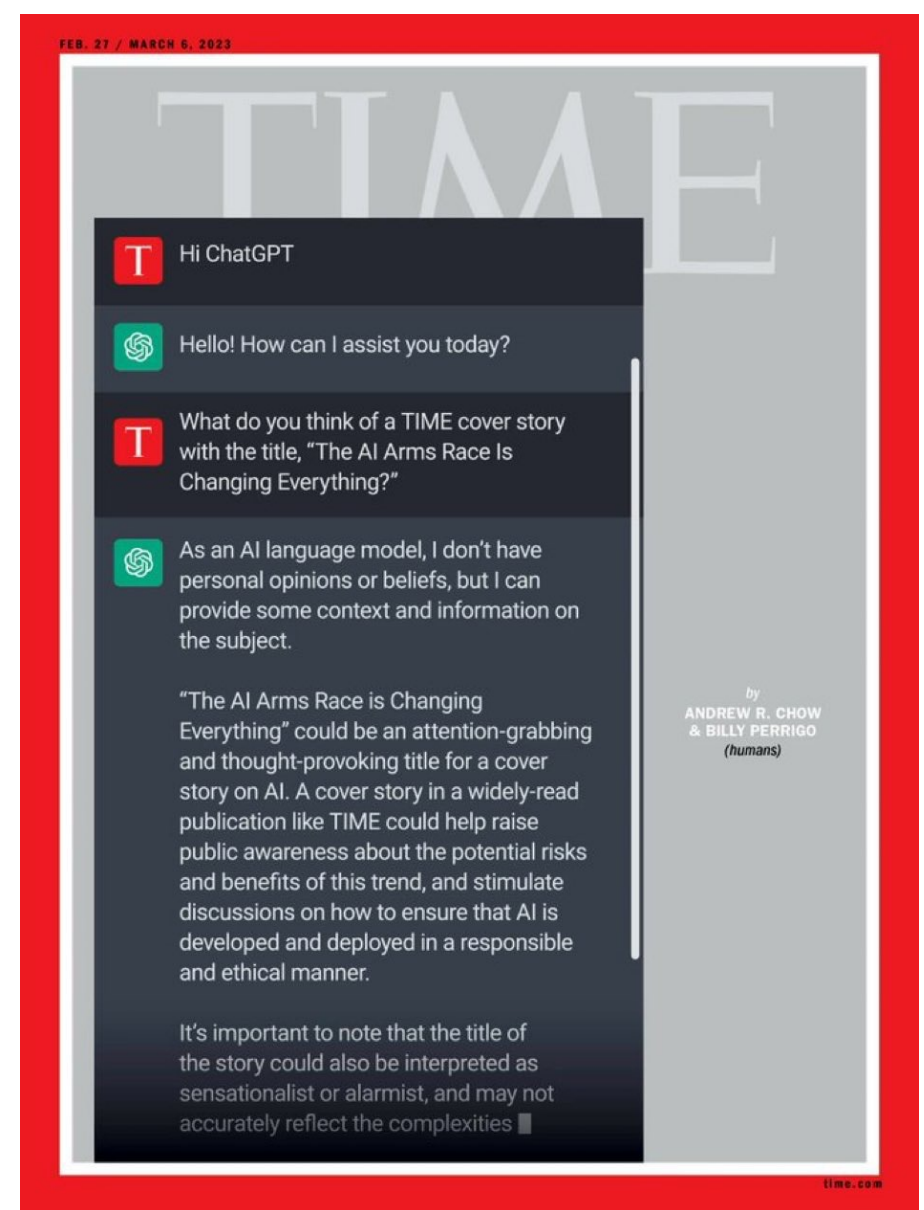 FEB. 27 / MARCH 6, 2023
TIME
T Hi ChatGPT
Hello! How can I assist you today?
T What do you think of a TIME cover story
with the title, “The AI Arms Race Is
Changing Everything?”
As an AI language model, I don’t have
personal opinions or beliefs, but I can
provide some context and information on
the subject.
“The AI Arms Race is Changing
Everything” could be an attention-grabbing
and thought-provoking title for a cover
story on AI. A cover story in a widely-read
publication like TIME could help raise
public awareness about the potential risks
and benefits of this trend, and stimulate
discussions on how to ensure that AI is
developed and deployed in a responsible
and ethical manner.
It’s important to note that the title of
the story could also be interpreted as
sensationalist or alarmist, and may not
accurately reflect the complexities
by
ANDREW R. CHOW
& BILLY PERRIGO
(humans)
time.com